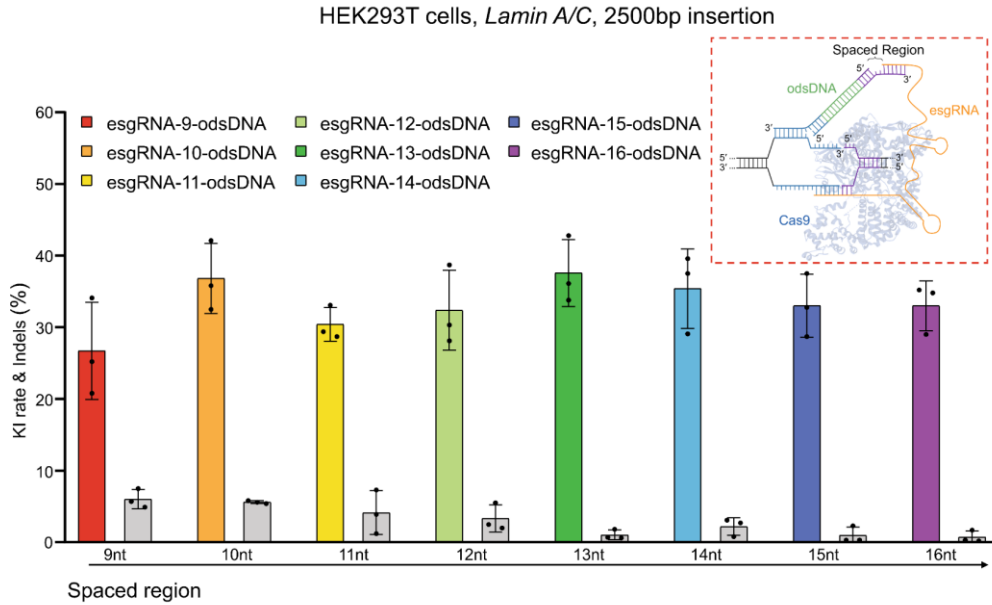 HEK293T cells, Lamin A/C, 2500bp insertion
Spaced Region
5′
3′
odsDNA
esgRNA
3′
5′
5′
5′
3′
3′
5′
Cas9
esgRNA-9-odsDNA
esgRNA-12-odsDNA
esgRNA-15-odsDNA
esgRNA-10-odsDNA
esgRNA-13-odsDNA
esgRNA-16-odsDNA
esgRNA-11-odsDNA
esgRNA-14-odsDNA
KI rate & Indels (%)
60
50
40
30
20
10
0
9nt
10nt
11nt
12nt
13nt
14nt
15nt
16nt
Spaced region